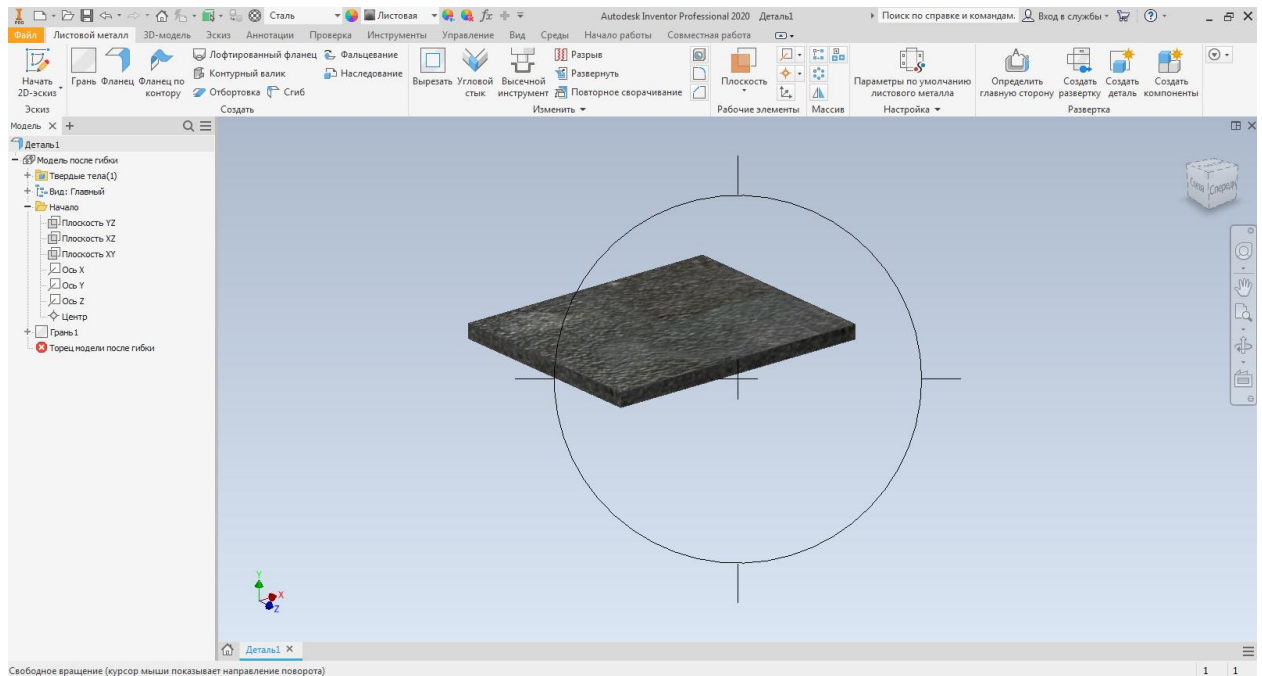 PRO Сталь Листовая fx Autodesk Inventor Professional 2020 Деталь1 Поиск по справке и командам. Вход в службы
Файл Листовой металл 3D-модель Эскиз Аннотации Проверка Инструменты Управление Вид Среды Начало работы Совместная работа
Начать 2D-эскиз
Грань Фланец Фланец по контору
Лофтированный фланец Фальцевание
Контурный валик Наследование
Отбортовка Сгиб
Вырезать Угловой стык Высечной инструмент
Разрыв
Развернуть
Повторное сворачивание
Плоскость
Параметры по умолчанию листового металла
Определить главную сторону Создать развертку Создать деталь Создать компоненты
Эскиз Создать Изменить Рабочие элементы Массив Настройка Развертка
Модель × +
Деталь1
Модель после гибки
Твердые тела(1)
Вид: Главный
Начало
Плоскость YZ
Плоскость XZ
Плоскость XY
Ось X
Ось Y
Ось Z
Центр
Грань1
Торец модели после гибки
Спереди
Y
X
Z
Деталь1 ×
Свободное вращение (курсор мыши показывает направление поворота) 1 1